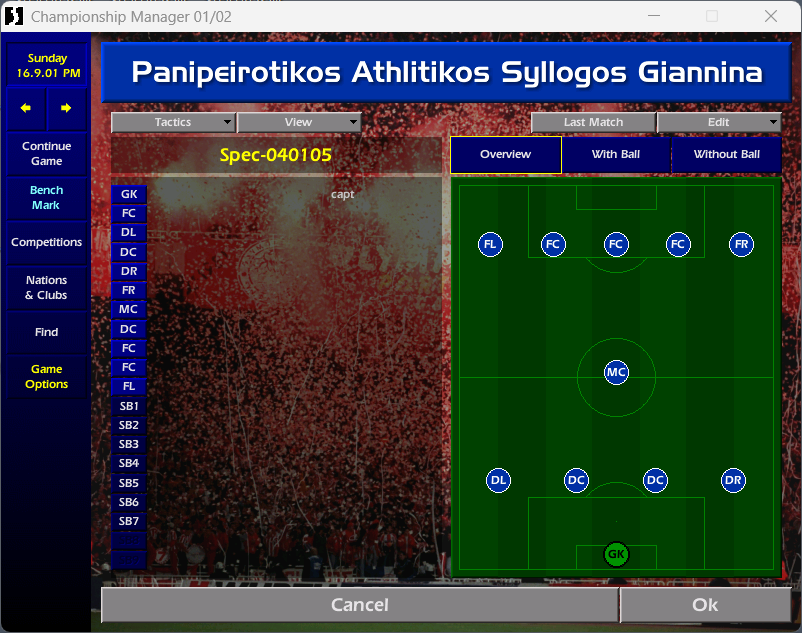 Championship Manager 01/02
Sunday
16.9.01 PM
Continue
Game
Bench
Mark
Competitions
Nations
& Clubs
Find
Game
Options
Panipeirotikos Athlitikos Syllogos Giannina
Tactics
View
Last Match
Edit
Spec-040105
Overview
With Ball
Without Ball
GK
capt
FC
DL
DC
DR
FR
MC
DC
FC
FC
FL
SB1
SB2
SB3
SB4
SB5
SB6
SB7
FL
FC
FC
FC
FR
MC
DL
DC
DC
DR
GK
Cancel
Ok